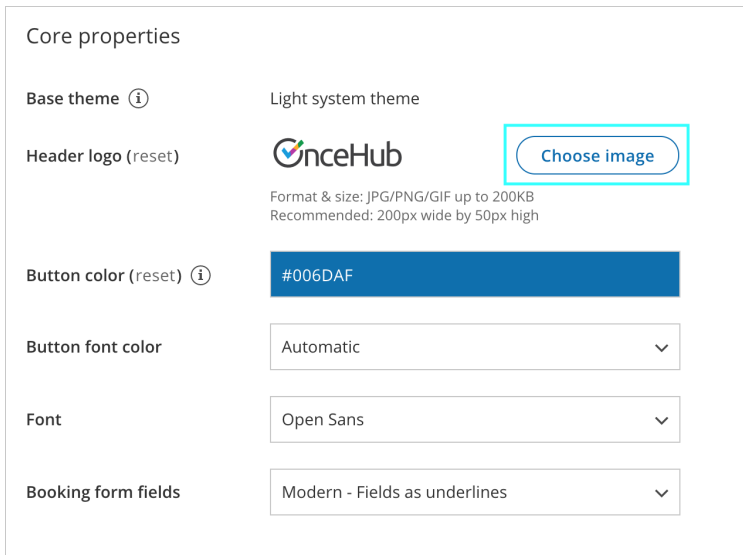 Core properties
Base theme i Light system theme
Header logo (reset) OnceHub Choose image
Format & size: JPG/PNG/GIF up to 200KB
Recommended: 200px wide by 50px high
Button color (reset) i #006DAF
Button font color Automatic
Font Open Sans
Booking form fields Modern - Fields as underlines